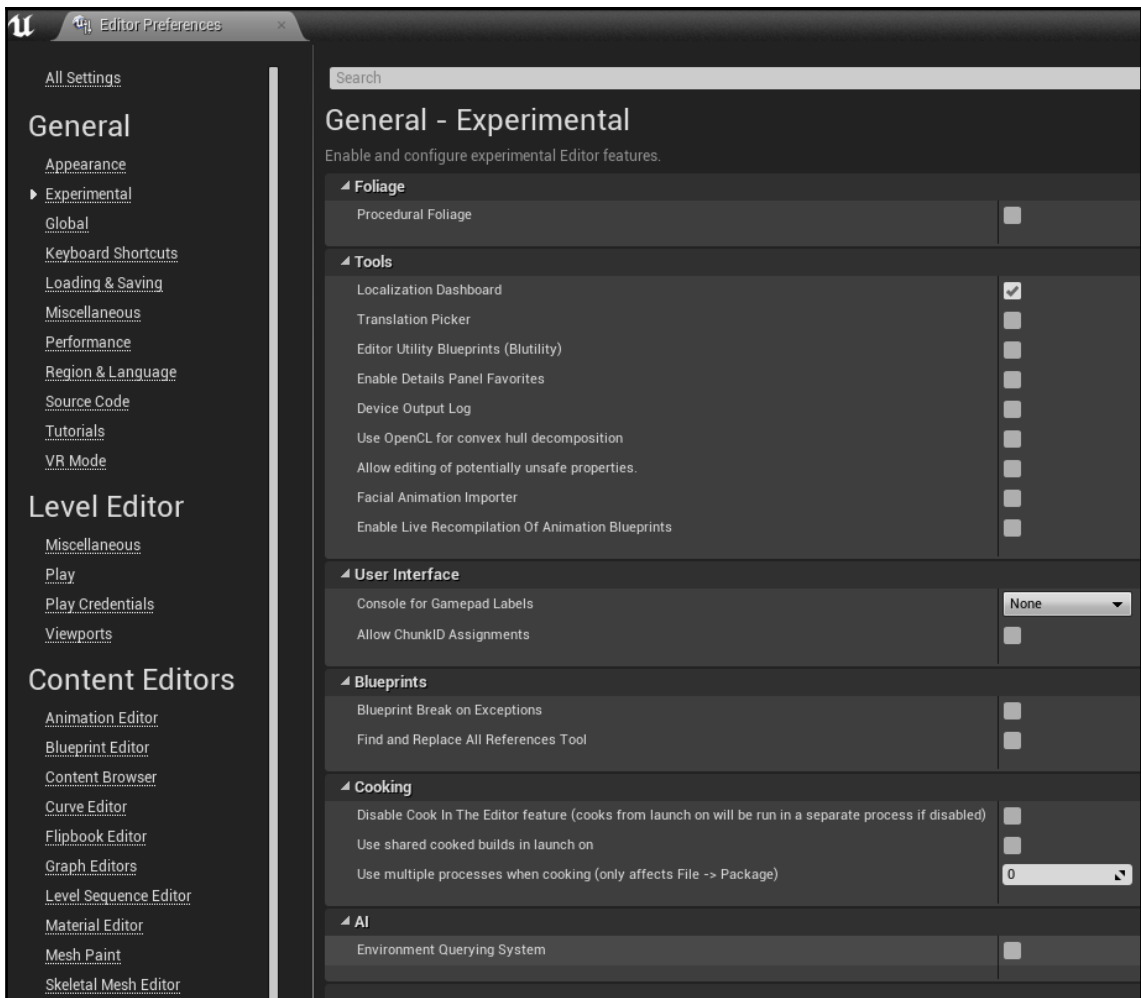 Editor Preferences
All Settings
General
Appearance
Experimental
Global
Keyboard Shortcuts
Loading & Saving
Miscellaneous
Performance
Region & Language
Source Code
Tutorials
VR Mode
Level Editor
Miscellaneous
Play
Play Credentials
Viewports
Content Editors
Animation Editor
Blueprint Editor
Content Browser
Curve Editor
Flipbook Editor
Graph Editors
Level Sequence Editor
Material Editor
Mesh Paint
Skeletal Mesh Editor
Search
General - Experimental
Enable and configure experimental Editor features.
Foliage
Procedural Foliage
Tools
Localization Dashboard
Translation Picker
Editor Utility Blueprints (Blutility)
Enable Details Panel Favorites
Device Output Log
Use OpenCL for convex hull decomposition
Allow editing of potentially unsafe properties.
Facial Animation Importer
Enable Live Recompilation Of Animation Blueprints
User Interface
Console for Gamepad Labels None
Allow ChunkID Assignments
Blueprints
Blueprint Break on Exceptions
Find and Replace All References Tool
Cooking
Disable Cook In The Editor feature (cooks from launch on will be run in a separate process if disabled)
Use shared cooked builds in launch on
Use multiple processes when cooking (only affects File -> Package) 0
AI
Environment Querying System